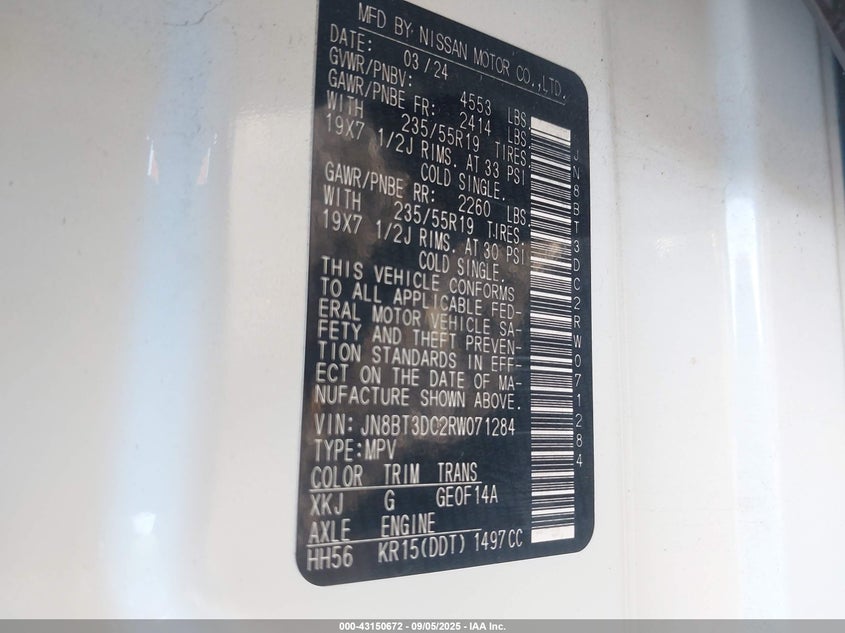 MFD BY NISSAN MOTOR CO.,LTD.
DATE: 03/24
GVWR/PNBV: 4553 LBS
GAWR/PNBE FR: 2414 LBS.
WITH 235/55R19 TIRES.
19X7 1/2J RIMS. AT 33 PSI
COLD SINGLE.
GAWR/PNBE RR: 2260 LBS.
WITH 235/55R19 TIRES.
19X7 1/2J RIMS. AT 30 PSI
COLD SINGLE.
THIS VEHICLE CONFORMS
TO ALL APPLICABLE FED-
ERAL MOTOR VEHICLE SA-
FETY AND THEFT PREVEN-
TION STANDARDS IN EFF-
ECT ON THE DATE OF MA-
NUFACTURE SHOWN ABOVE.
VIN: JN8BT3DC2RW071284
TYPE:MPV
COLOR TRIM TRANS
XKJ G GE0F14A
AXLE ENGINE
HH56 KR15(DDT) 1497CC
JN8BT3DC2RW071284
000-43150672 - 09/05/2025 - IAA Inc.